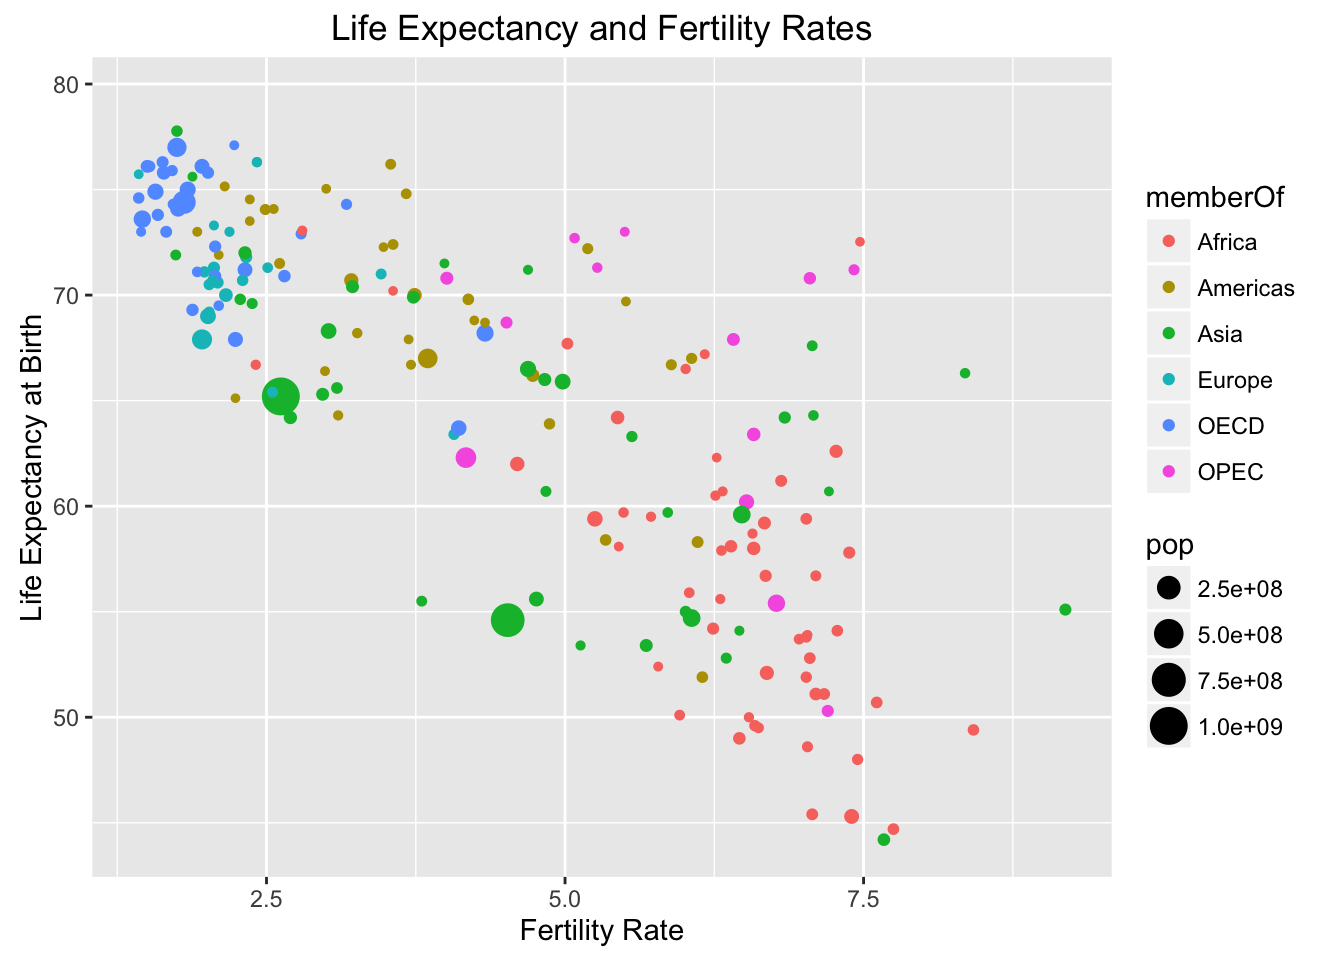 Life Expectancy and Fertility Rates
80
70
60
50
Life Expectancy at Birth
2.5
5.0
7.5
Fertility Rate
memberOf
Africa
Americas
Asia
Europe
OECD
OPEC
pop
2.5e+08
5.0e+08
7.5e+08
1.0e+09